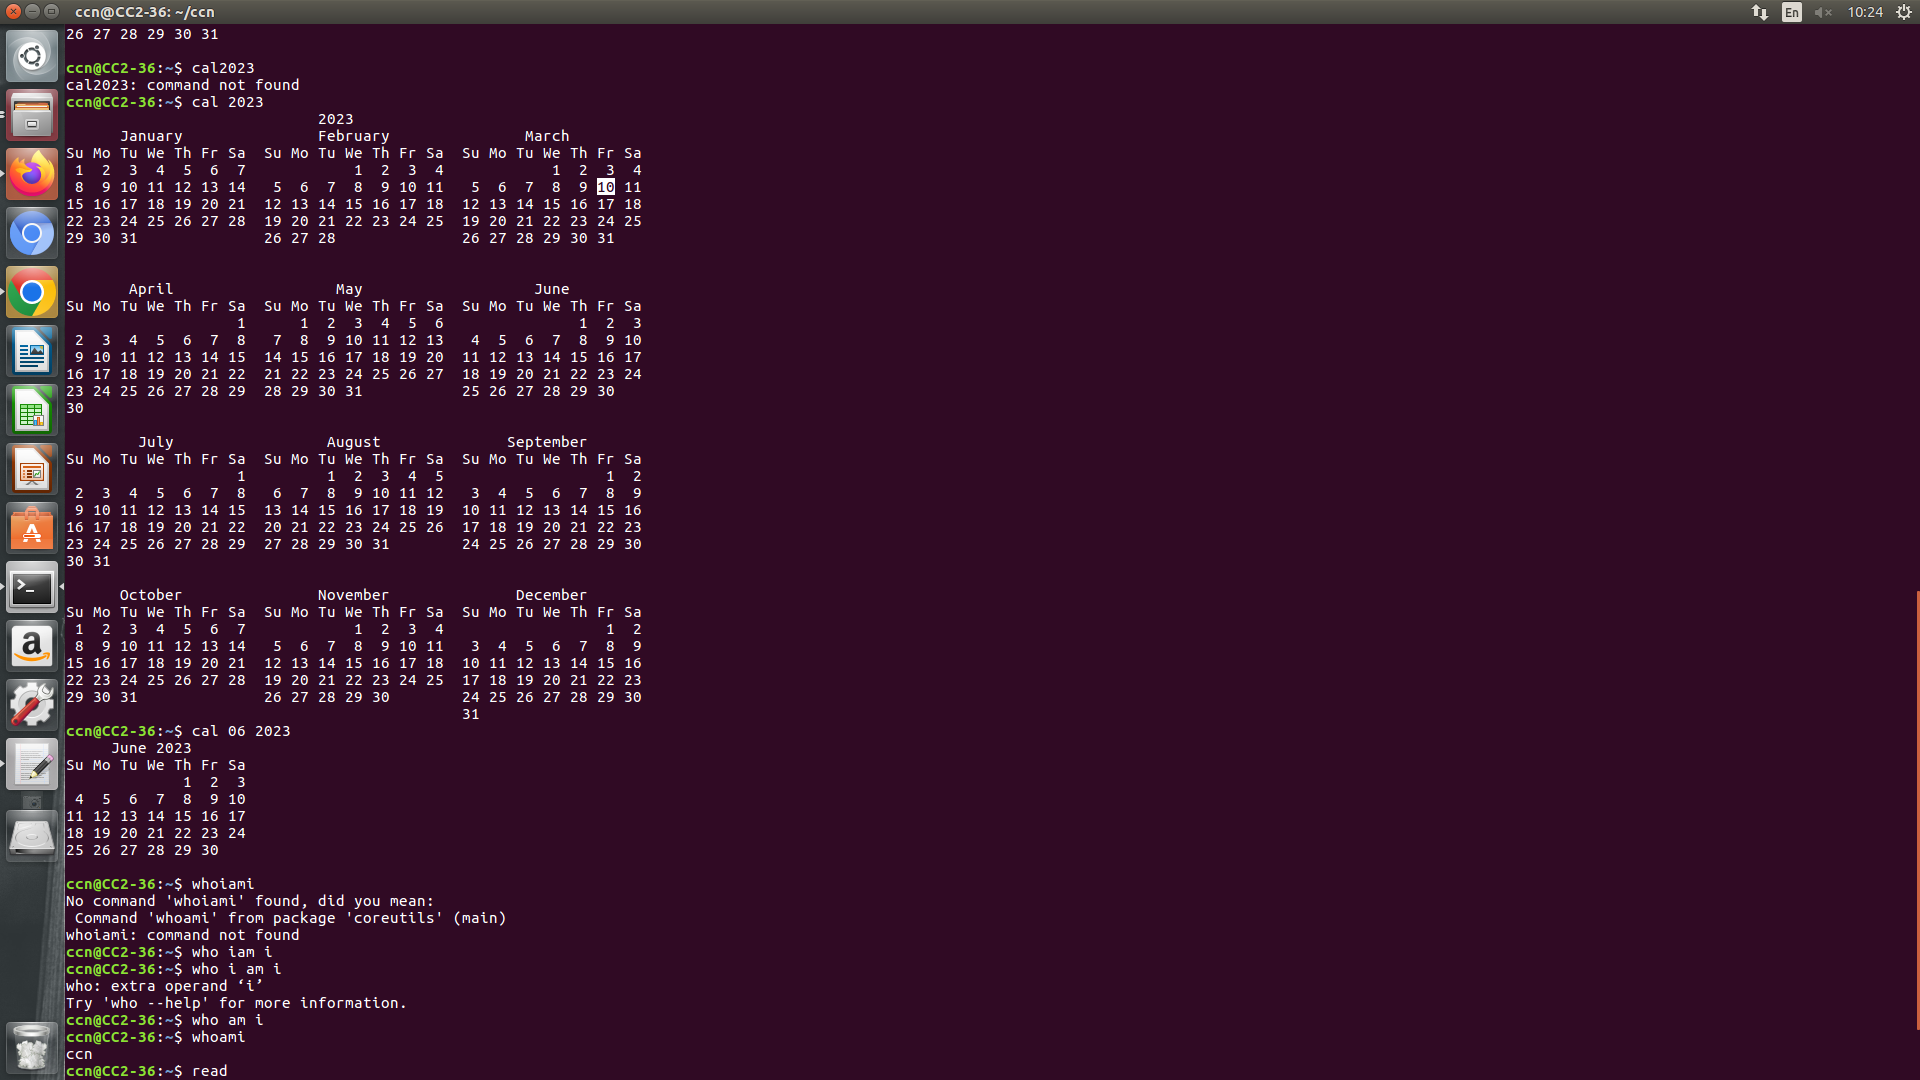 ccn@CC2-36: ~/ccn
En
10:24
26 27 28 29 30 31
ccn@CC2-36:~$ cal2023
cal2023: command not found
ccn@CC2-36:~$ cal 2023
                            2023
      January               February               March
Su Mo Tu We Th Fr Sa  Su Mo Tu We Th Fr Sa  Su Mo Tu We Th Fr Sa
 1  2  3  4  5  6  7            1  2  3  4            1  2  3  4
 8  9 10 11 12 13 14   5  6  7  8  9 10 11   5  6  7  8  9 10 11
15 16 17 18 19 20 21  12 13 14 15 16 17 18  12 13 14 15 16 17 18
22 23 24 25 26 27 28  19 20 21 22 23 24 25  19 20 21 22 23 24 25
29 30 31              26 27 28              26 27 28 29 30 31
       April                  May                   June
Su Mo Tu We Th Fr Sa  Su Mo Tu We Th Fr Sa  Su Mo Tu We Th Fr Sa
                   1      1  2  3  4  5  6               1  2  3
 2  3  4  5  6  7  8   7  8  9 10 11 12 13   4  5  6  7  8  9 10
 9 10 11 12 13 14 15  14 15 16 17 18 19 20  11 12 13 14 15 16 17
16 17 18 19 20 21 22  21 22 23 24 25 26 27  18 19 20 21 22 23 24
23 24 25 26 27 28 29  28 29 30 31           25 26 27 28 29 30
30
        July                 August              September
Su Mo Tu We Th Fr Sa  Su Mo Tu We Th Fr Sa  Su Mo Tu We Th Fr Sa
                   1         1  2  3  4  5                  1  2
 2  3  4  5  6  7  8   6  7  8  9 10 11 12   3  4  5  6  7  8  9
 9 10 11 12 13 14 15  13 14 15 16 17 18 19  10 11 12 13 14 15 16
16 17 18 19 20 21 22  20 21 22 23 24 25 26  17 18 19 20 21 22 23
23 24 25 26 27 28 29  27 28 29 30 31        24 25 26 27 28 29 30
30 31
      October               November              December
Su Mo Tu We Th Fr Sa  Su Mo Tu We Th Fr Sa  Su Mo Tu We Th Fr Sa
 1  2  3  4  5  6  7            1  2  3  4                  1  2
 8  9 10 11 12 13 14   5  6  7  8  9 10 11   3  4  5  6  7  8  9
15 16 17 18 19 20 21  12 13 14 15 16 17 18  10 11 12 13 14 15 16
22 23 24 25 26 27 28  19 20 21 22 23 24 25  17 18 19 20 21 22 23
29 30 31              26 27 28 29 30        24 25 26 27 28 29 30
                                            31
ccn@CC2-36:~$ cal 06 2023
     June 2023
Su Mo Tu We Th Fr Sa
             1  2  3
 4  5  6  7  8  9 10
11 12 13 14 15 16 17
18 19 20 21 22 23 24
25 26 27 28 29 30
ccn@CC2-36:~$ whoiami
No command 'whoiami' found, did you mean:
 Command 'whoami' from package 'coreutils' (main)
whoiami: command not found
ccn@CC2-36:~$ who iam i
ccn@CC2-36:~$ who i am i
who: extra operand ‘i’
Try 'who --help' for more information.
ccn@CC2-36:~$ who am i
ccn@CC2-36:~$ whoami
ccn
ccn@CC2-36:~$ read